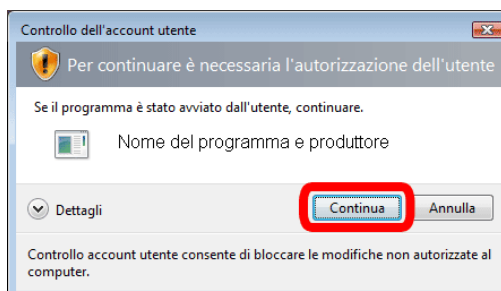 Controllo dell'account utente
Per continuare è necessaria l'autorizzazione dell'utente
Se il programma è stato avviato dall'utente, continuare.
Nome del programma e produttore
Dettagli
Continua
Annulla
Controllo account utente consente di bloccare le modifiche non autorizzate al
computer.